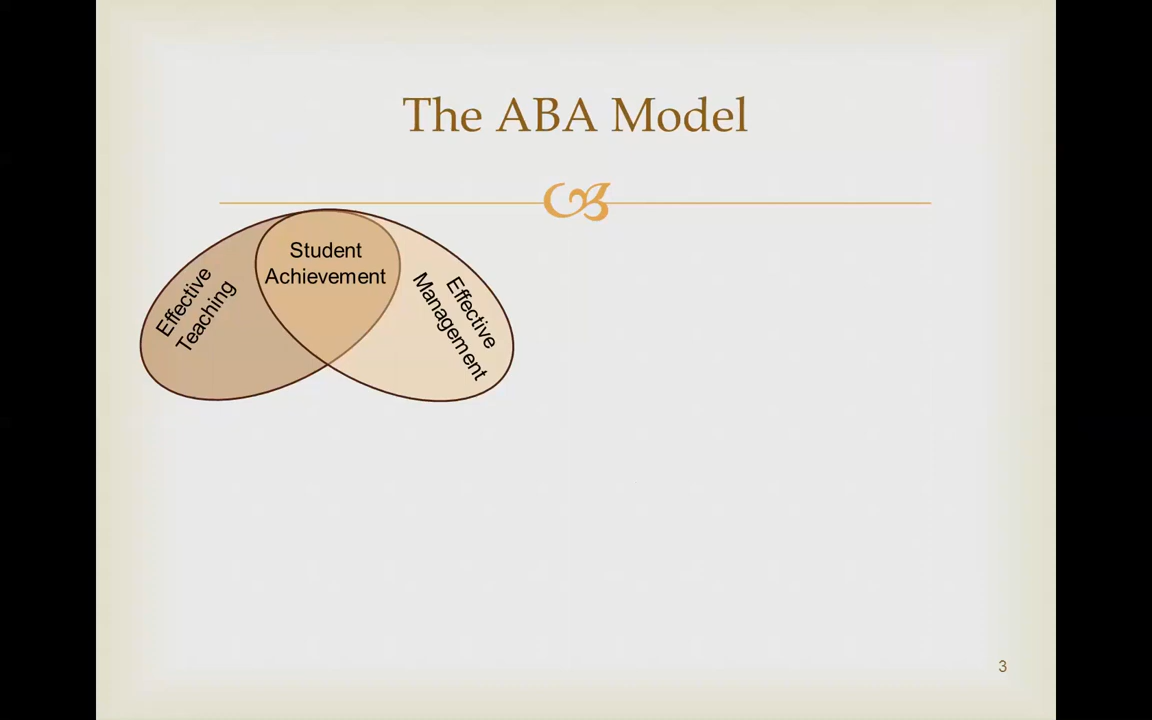 The ABA Model
Student
Achievement
Effective
Teaching
Effective
Management
3